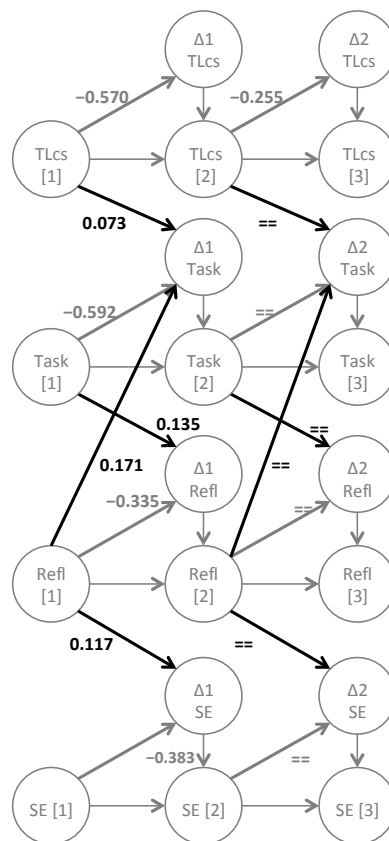 Δ1 Δ2
TLcs TLcs
−0.570 −0.255
TLcs TLcs TLcs
[1] [2] [3]
0.073 ==
Δ1 Δ2
Task Task
−0.592 ==
Task Task Task
[1] [2] [3]
0.135 ==
Δ1 Δ2
0.171 ==
Refl Refl
−0.335 ==
Refl Refl Refl
[1] [2] [3]
0.117 ==
Δ1 Δ2
SE SE
−0.383 ==
SE [1] SE [2] SE [3]